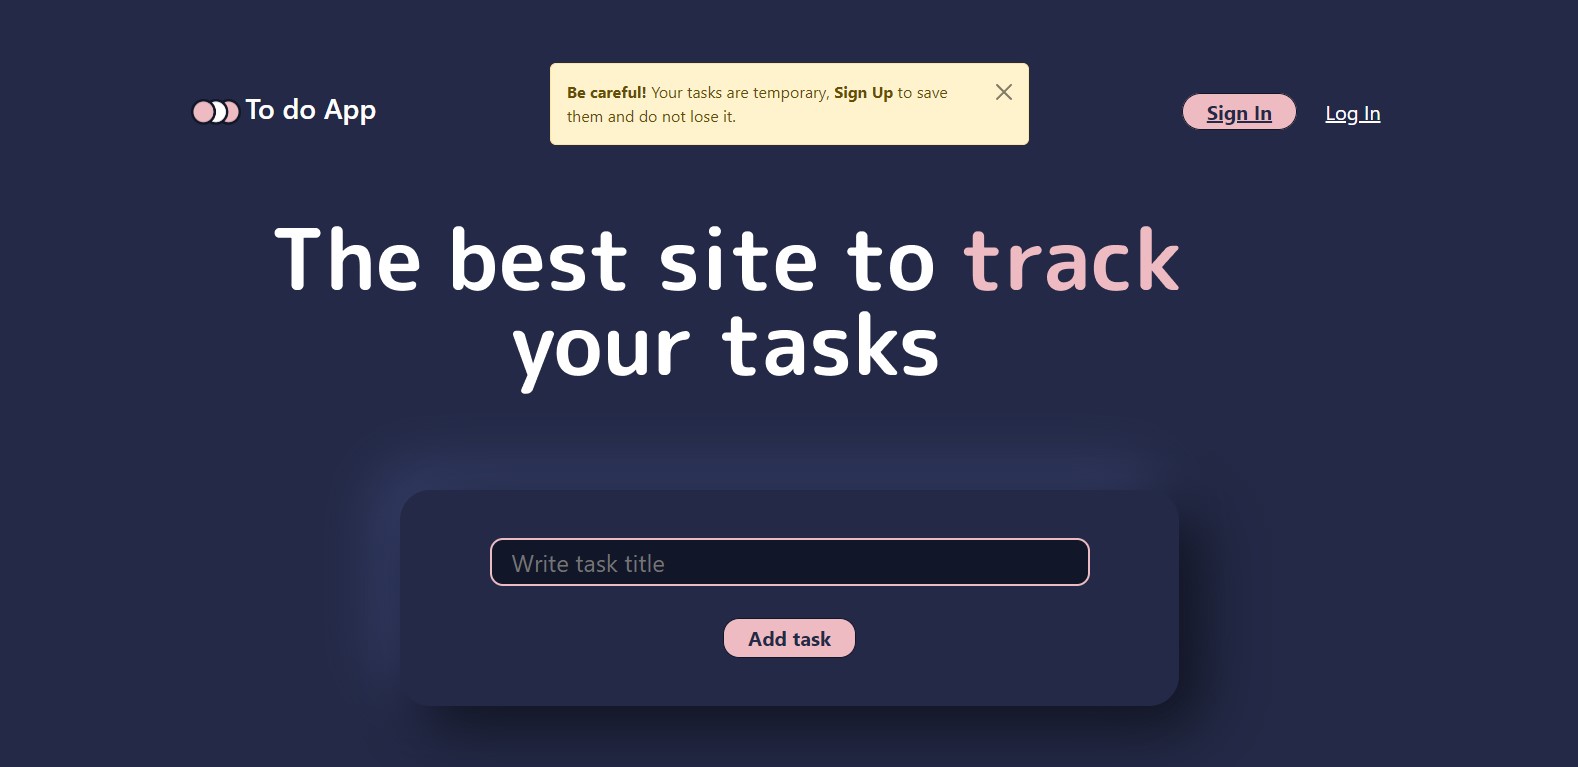 To do App
Be careful! Your tasks are temporary, Sign Up to save
them and do not lose it.
Sign In
Log In
The best site to track
your tasks
Write task title
Add task